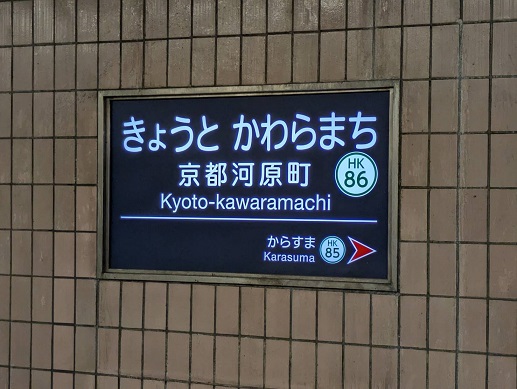 きょうと かわらまち
京都河原町
HK
86
Kyoto-kawaramachi
からすま
Karasuma
HK
85